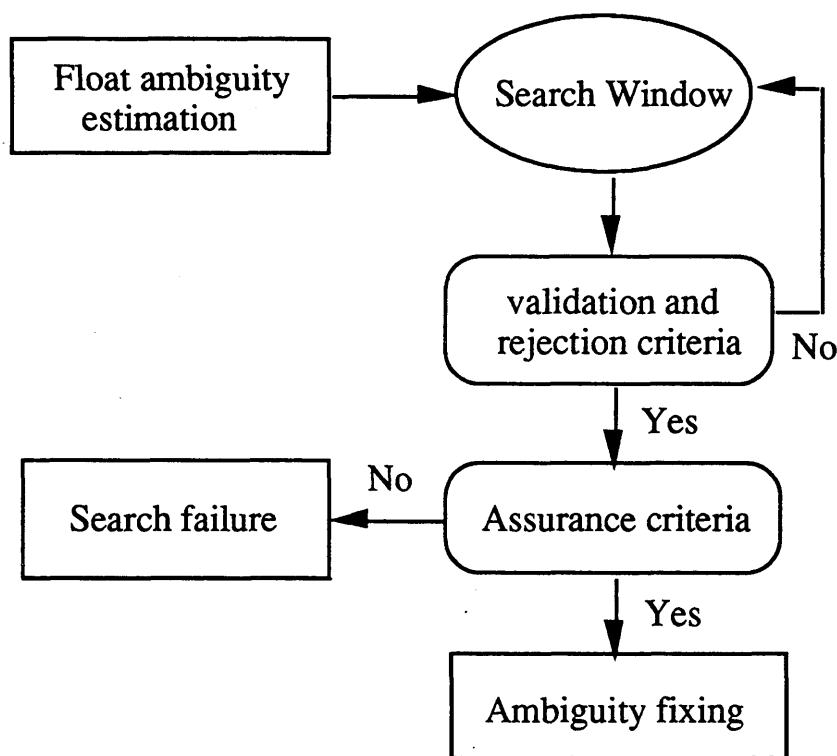 Float ambiguity
estimation
Search Window
validation and
rejection criteria
No
Yes
No
Search failure
Assurance criteria
Yes
Ambiguity fixing